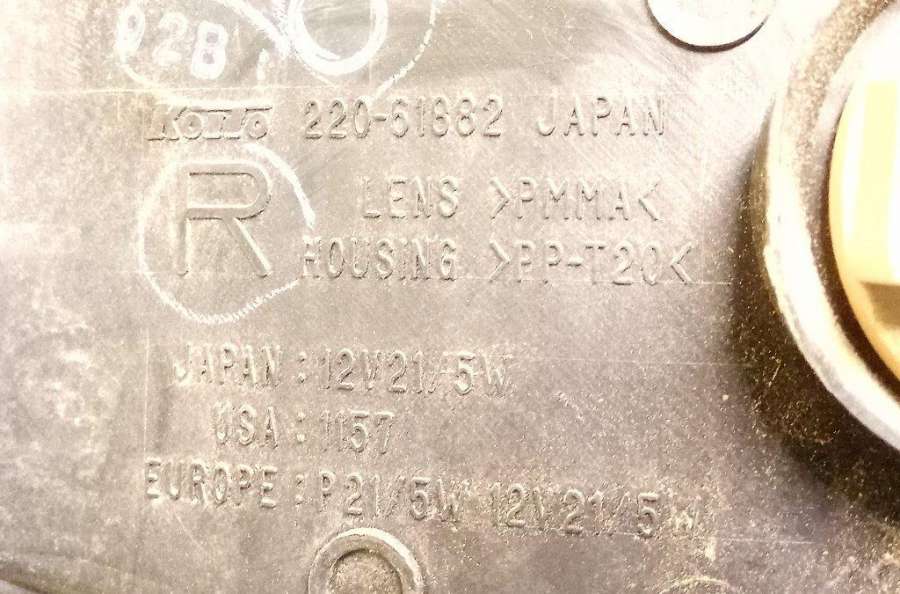 02B
KOITO 220-61882 JAPAN
R LENS >PMMA<
HOUSING >PP-T20<
JAPAN : 12V21/5W
USA : 1157
EUROPE : P21/5W 12V21/5W